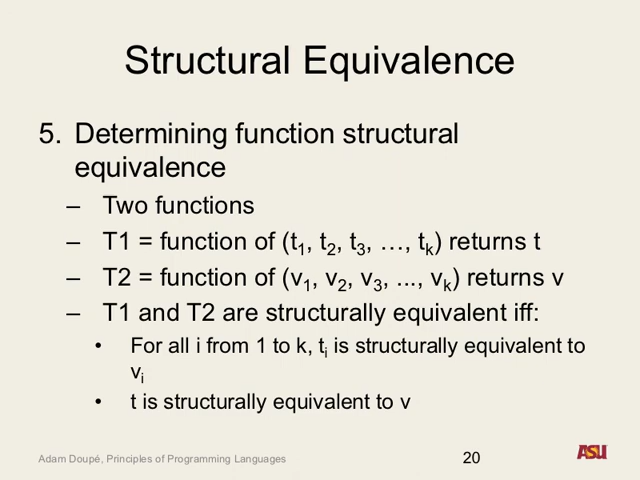 Structural Equivalence
5. Determining function structural
equivalence
– Two functions
– T1 = function of (t1, t2, t3, …, tk) returns t
– T2 = function of (v1, v2, v3, ..., vk) returns v
– T1 and T2 are structurally equivalent iff:
• For all i from 1 to k, ti is structurally equivalent to
vi
• t is structurally equivalent to v
Adam Doupé, Principles of Programming Languages
20
ASU